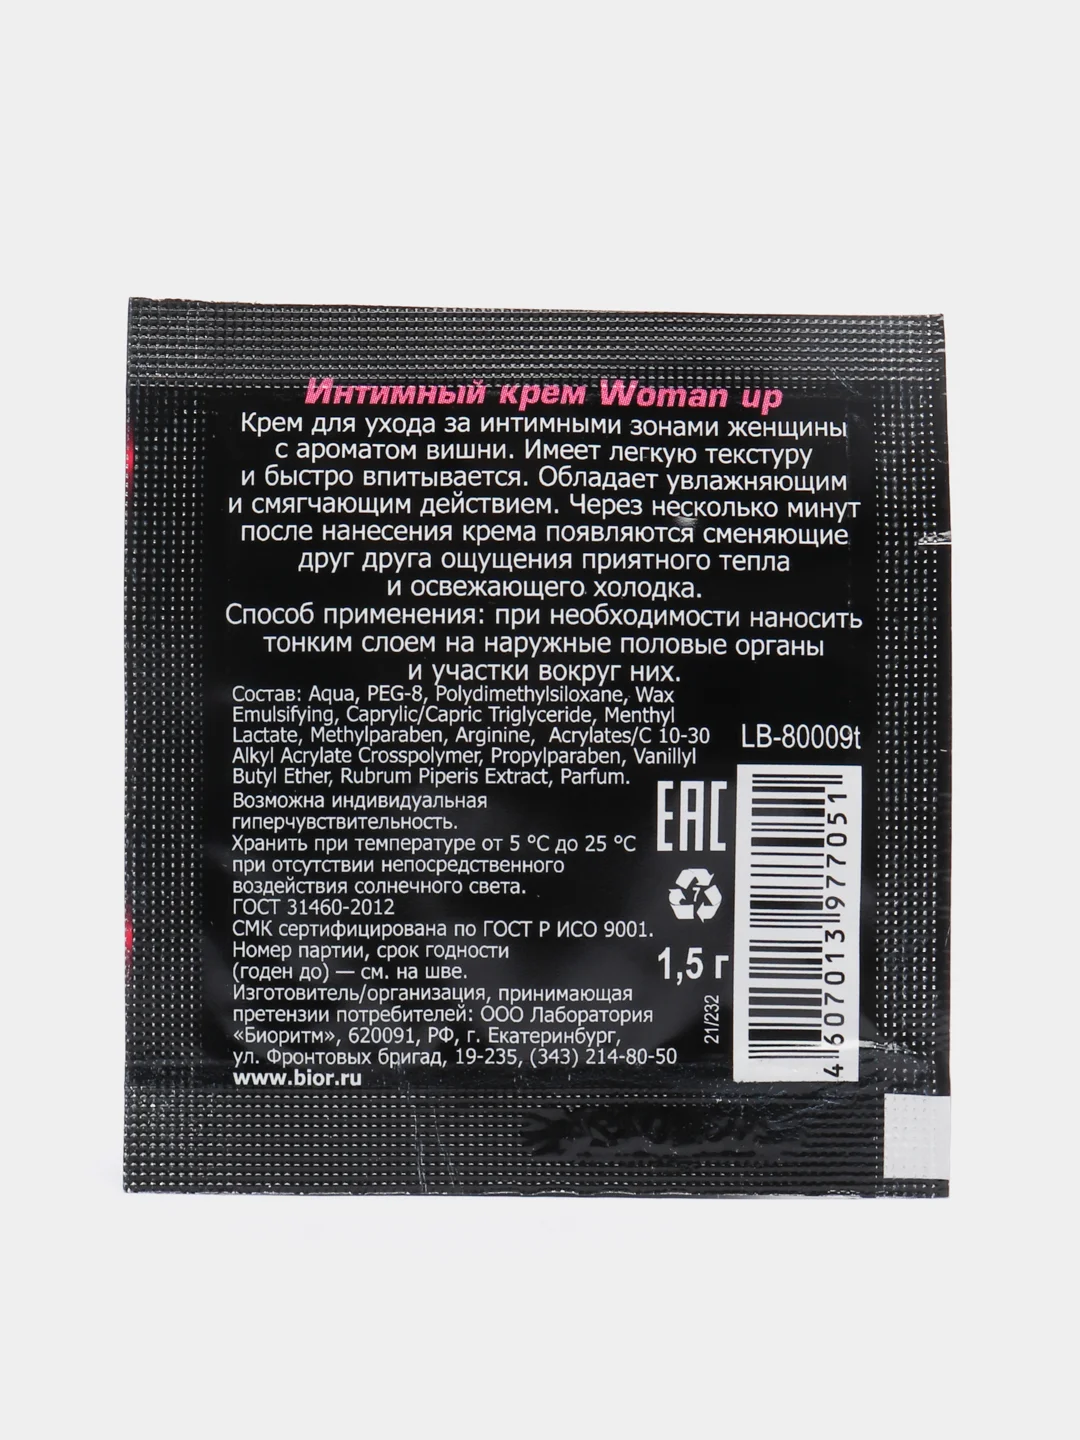 Интимный крем Woman up
Крем для ухода за интимными зонами женщины
с ароматом вишни. Имеет легкую текстуру
и быстро впитывается. Обладает увлажняющим
и смягчающим действием. Через несколько минут
после нанесения крема появляются сменяющие
друг друга ощущения приятного тепла
и освежающего холодка.
Способ применения: при необходимости наносить
тонким слоем на наружные половые органы
и участки вокруг них.
Состав: Aqua, PEG-8, Polydimethylsiloxane, Wax
Emulsifying, Caprylic/Capric Triglyceride, Menthyl
Lactate, Methylparaben, Arginine, Acrylates/C 10-30
Alkyl Acrylate Crosspolymer, Propylparaben, Vanillyl
Butyl Ether, Rubrum Piperis Extract, Parfum.
Возможна индивидуальная
гиперчувствительность.
Хранить при температуре от 5 °C до 25 °C
при отсутствии непосредственного
воздействия солнечного света.
ГОСТ 31460-2012
СМК сертифицирована по ГОСТ Р ИСО 9001.
Номер партии, срок годности
(годен до) — см. на шве.
Изготовитель/организация, принимающая
претензии потребителей: ООО Лаборатория
«Биоритм», 620091, РФ, г. Екатеринбург,
ул. Фронтовых бригад, 19-235, (343) 214-80-50
www.bior.ru
LB-80009t
EAC
7
1,5 г
21/232
4 607013 977051